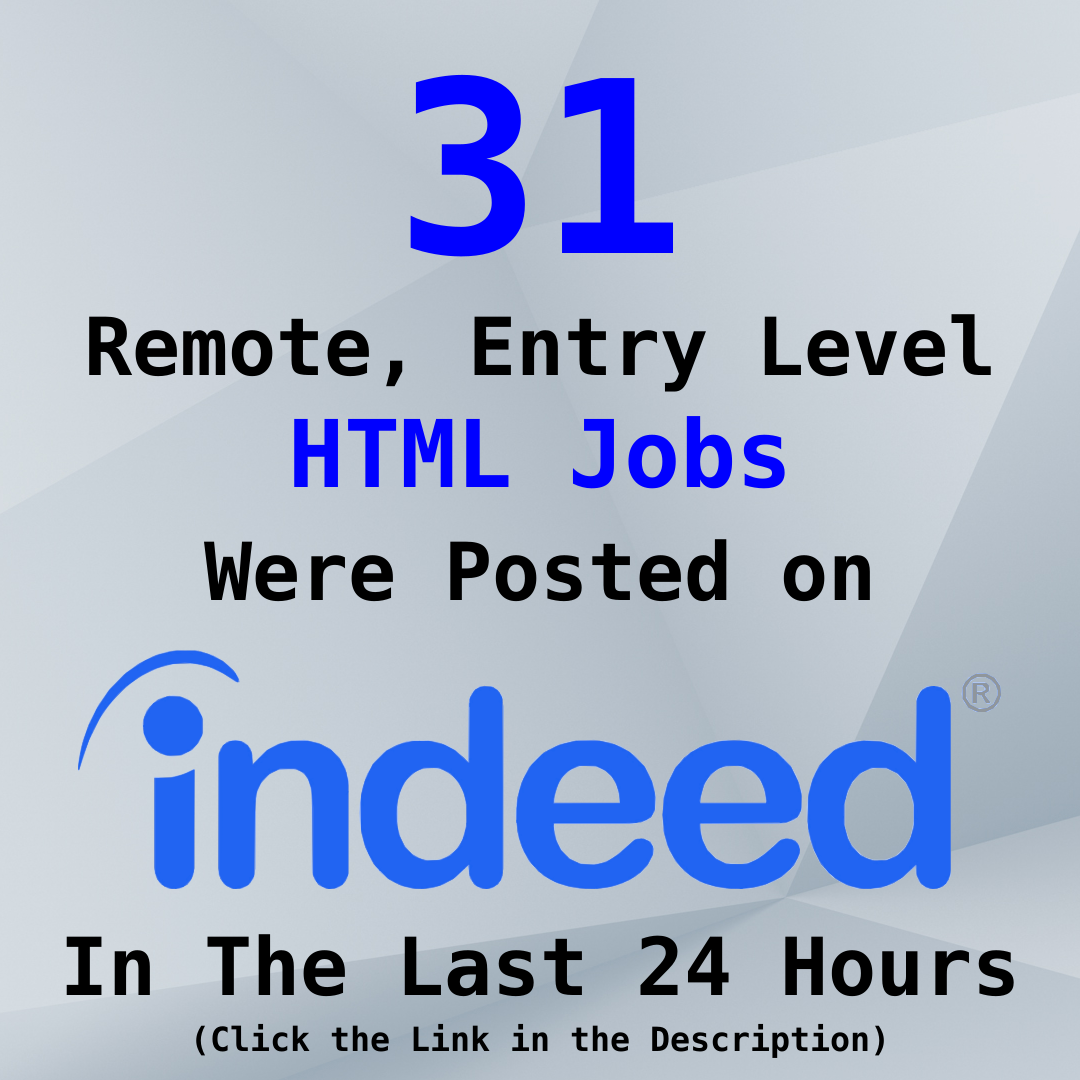 31
Remote, Entry Level
HTML Jobs
Were Posted on
indeed®
In The Last 24 Hours
(Click the Link in the Description)